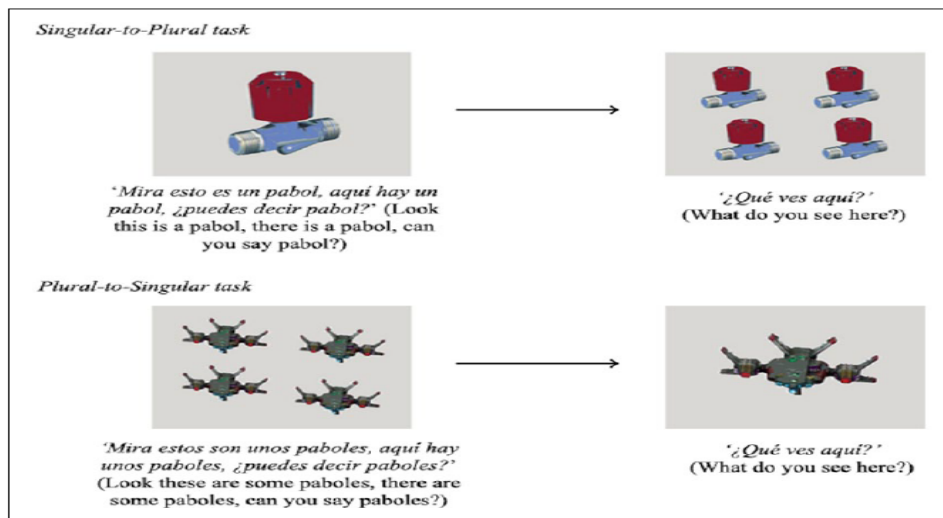 Singular-to-Plural task
‘Mira esto es un pabol, aquí hay un
pabol, ¿puedes decir pabol?’ (Look
this is a pabol, there is a pabol, can
you say pabol?)
‘¿Qué ves aquí?’
(What do you see here?)
Plural-to-Singular task
‘Mira estos son unos paboles, aquí hay
unos paboles, ¿puedes decir paboles?’
(Look these are some paboles, there are
some paboles, can you say paboles?)
‘¿Qué ves aquí?’
(What do you see here?)